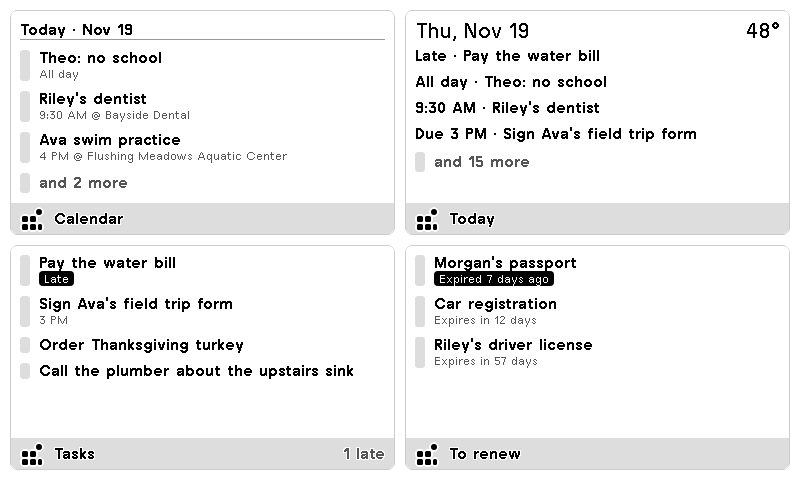 Today · Nov 19
Theo: no school
All day
Riley's dentist
9:30 AM @ Bayside Dental
Ava swim practice
4 PM @ Flushing Meadows Aquatic Center
and 2 more
Calendar
Thu, Nov 19 48°
Late · Pay the water bill
All day · Theo: no school
9:30 AM · Riley's dentist
Due 3 PM · Sign Ava's field trip form
and 15 more
Today
Pay the water bill
Late
Sign Ava's field trip form
3 PM
Order Thanksgiving turkey
Call the plumber about the upstairs sink
Tasks 1 late
Morgan's passport
Expired 7 days ago
Car registration
Expires in 12 days
Riley's driver license
Expires in 57 days
To renew